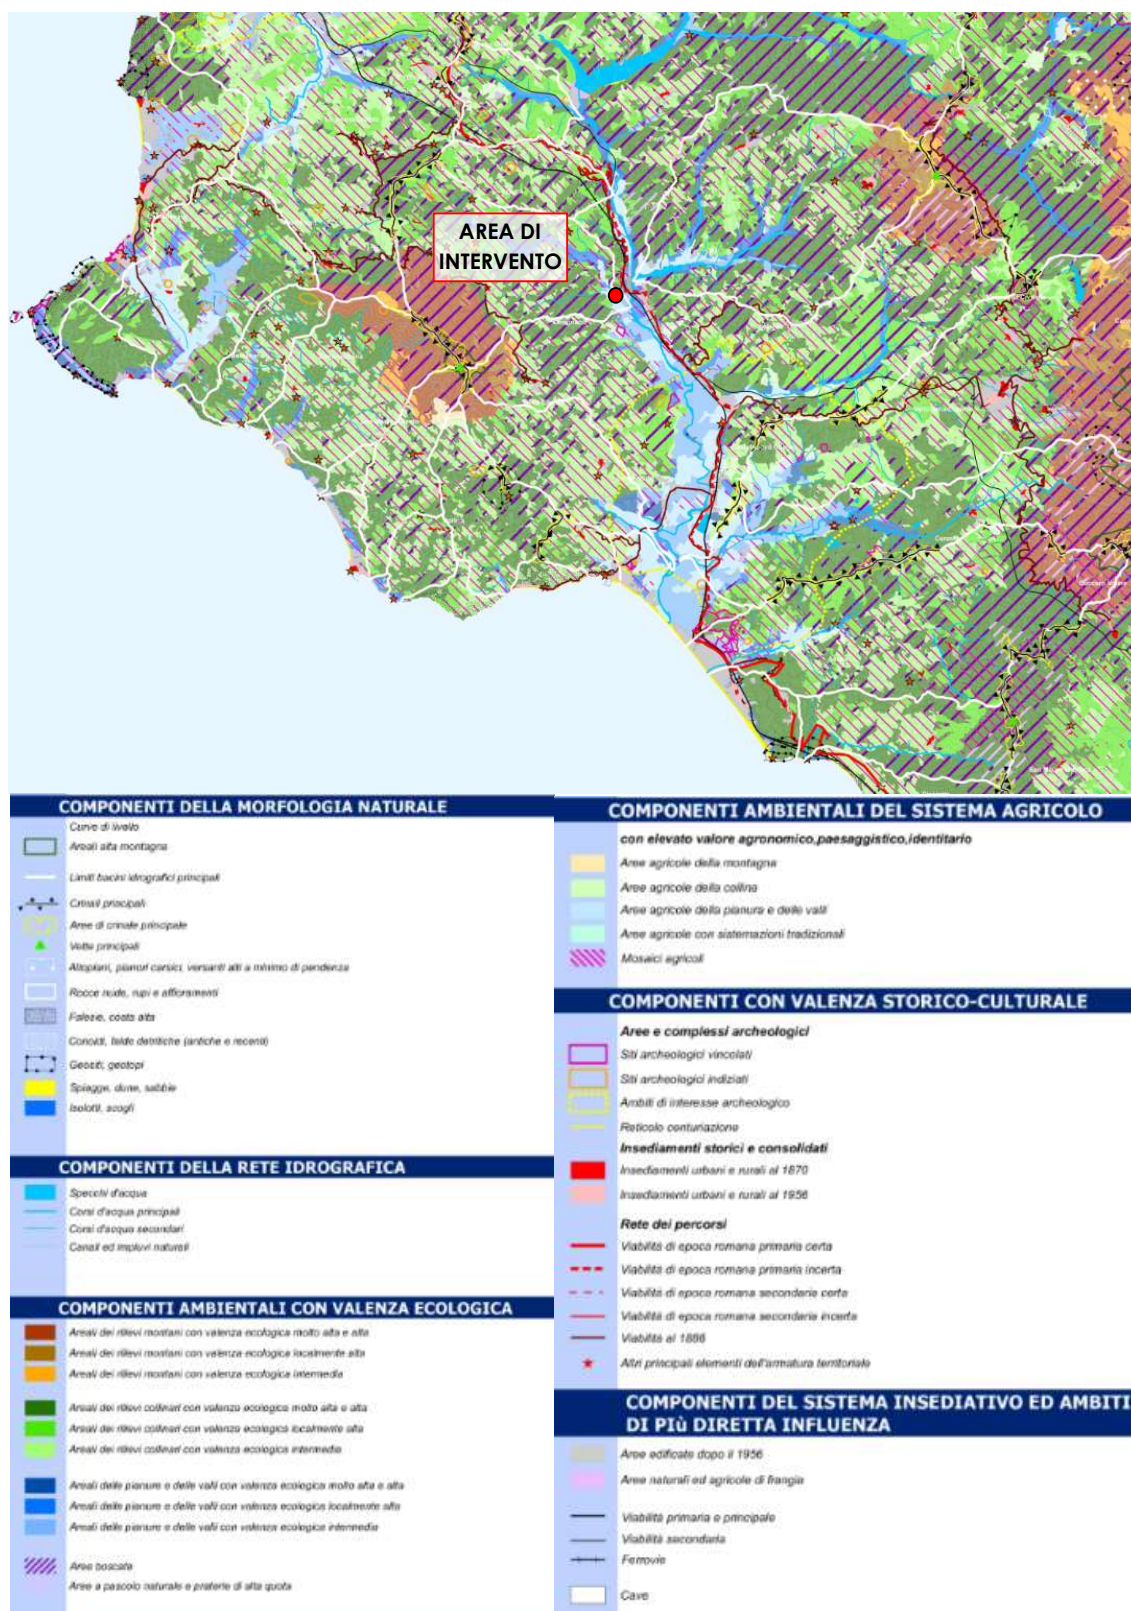 AREA DI
INTERVENTO
COMPONENTI DELLA MORFOLOGIA NATURALE
Curve di livello
Areali alta montagna
Limiti bacini idrografici principali
Crinali principali
Aree di crinale principale
Vette principali
Altopiani, planori carsici, versanti alti a minimo di pendenza
Rocce nude, rupi e affioramenti
Falesie, costa alta
Conoidi, falde detritiche (antiche e recenti)
Geositi, geotopi
Spiagge, dune, sabbie
Isolotti, scogli
COMPONENTI DELLA RETE IDROGRAFICA
Specchi d'acqua
Corsi d'acqua principali
Corsi d'acqua secondari
Canali ed impluvi naturali
COMPONENTI AMBIENTALI CON VALENZA ECOLOGICA
Areali dei rilievi montani con valenza ecologica molto alta e alta
Areali dei rilievi montani con valenza ecologica localmente alta
Areali dei rilievi montani con valenza ecologica intermedia
Areali dei rilievi collinari con valenza ecologica molto alta e alta
Areali dei rilievi collinari con valenza ecologica localmente alta
Areali dei rilievi collinari con valenza ecologica intermedia
Areali delle pianure e delle valli con valenza ecologica molto alta e alta
Areali delle pianure e delle valli con valenza ecologica localmente alta
Areali delle pianure e delle valli con valenza ecologica intermedia
Aree boscate
Aree a pascolo naturale e praterie di alta quota
COMPONENTI AMBIENTALI DEL SISTEMA AGRICOLO
con elevato valore agronomico,paesaggistico,identitario
Aree agricole della montagna
Aree agricole della collina
Aree agricole della pianura e delle valli
Aree agricole con sistemazioni tradizionali
Mosaici agricoli
COMPONENTI CON VALENZA STORICO-CULTURALE
Aree e complessi archeologici
Siti archeologici vincolati
Siti archeologici indiziati
Ambiti di interesse archeologico
Reticolo centuriazione
Insediamenti storici e consolidati
Insediamenti urbani e rurali al 1870
Insediamenti urbani e rurali al 1956
Rete dei percorsi
Viabilità di epoca romana primaria certa
Viabilità di epoca romana primaria incerta
Viabilità di epoca romana secondaria certa
Viabilità di epoca romana secondaria incerta
Viabilità al 1886
Altri principali elementi dell'armatura territoriale
COMPONENTI DEL SISTEMA INSEDIATIVO ED AMBITI
DI PIù DIRETTA INFLUENZA
Aree edificate dopo il 1956
Aree naturali ed agricole di frangia
Viabilità primaria e principale
Viabilità secondaria
Ferrovie
Cave